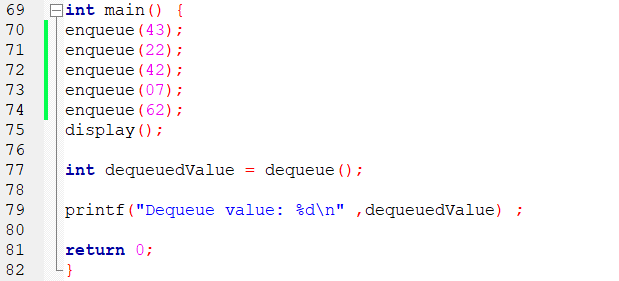 69 int main() {
70 enqueue(43);
71 enqueue(22);
72 enqueue(42);
73 enqueue(07);
74 enqueue(62);
75 display();
76
77 int dequeuedValue = dequeue();
78
79 printf("Dequeue value: %d\n" ,dequeuedValue) ;
80
81 return 0;
82 }